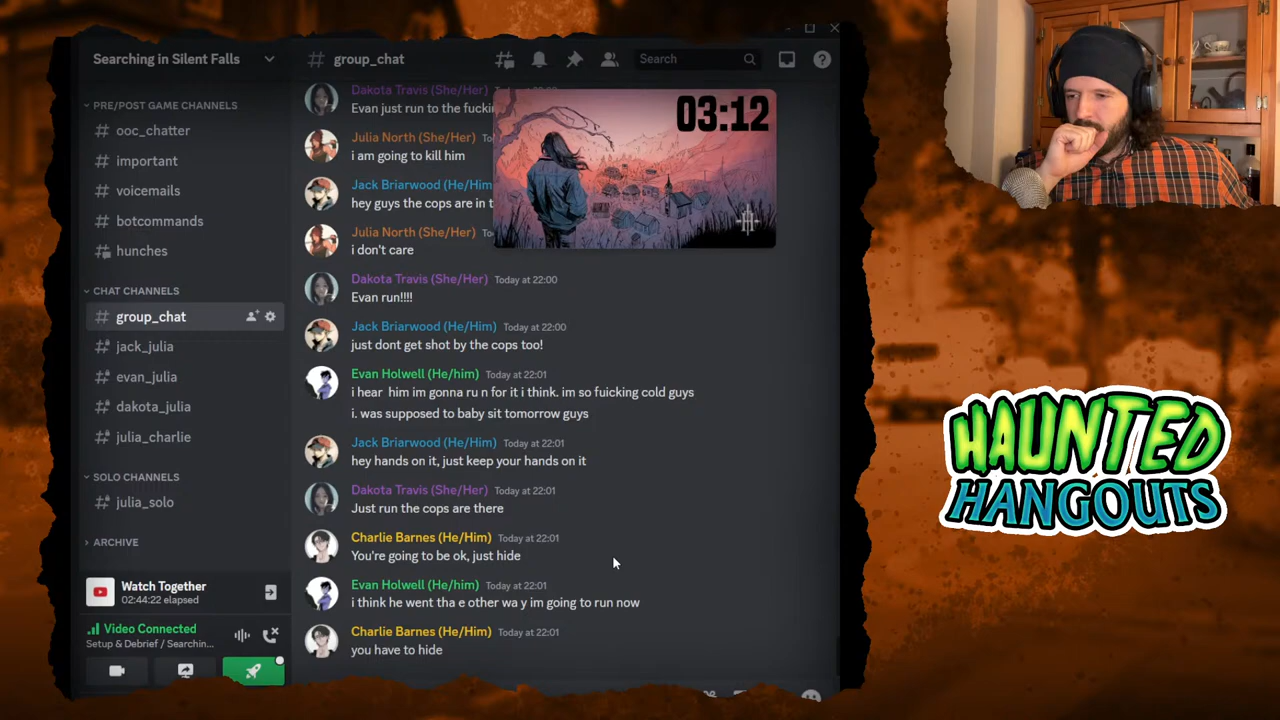 Searching in Silent Falls
PRE/POST GAME CHANNELS
# ooc_chatter
# important
# voicemails
# botcommands
hunches
CHAT CHANNELS
# group_chat
# jack_julia
# evan_julia
# dakota_julia
# julia_charlie
SOLO CHANNELS
# julia_solo
ARCHIVE
Watch Together
02:44:22 elapsed
Video Connected
Setup & Debrief / Searchin...
# group_chat
Search
Dakota Travis (She/Her)
Evan just run to the
Julia North (She/Her)
i am going to kill him
Jack Briarwood (He/Him)
hey guys the cops are in
Julia North (She/Her)
i don't care
Dakota Travis (She/Her) Today at 22:00
Evan run!!!!
Jack Briarwood (He/Him) Today at 22:00
just dont get shot by the cops too!
Evan Holwell (He/him) Today at 22:01
i hear him im gonna ru n for it i think. im so fuicking cold guys
i. was supposed to baby sit tomorrow guys
Jack Briarwood (He/Him) Today at 22:01
hey hands on it, just keep your hands on it
Dakota Travis (She/Her) Today at 22:01
Just run the cops are there
Charlie Barnes (He/Him) Today at 22:01
You're going to be ok, just hide
Evan Holwell (He/him) Today at 22:01
i think he went tha e other wa y im going to run now
Charlie Barnes (He/Him) Today at 22:01
you have to hide
03:12
HAUNTED
HANGOUTS